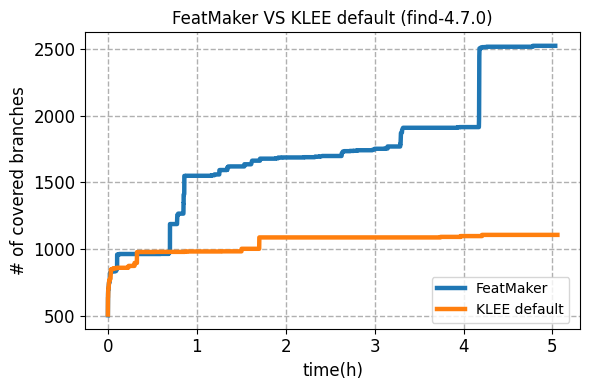 FeatMaker VS KLEE default (find-4.7.0)
# of covered branches
2500
2000
1500
1000
500
FeatMaker
KLEE default
0 1 2 3 4 5
time(h)